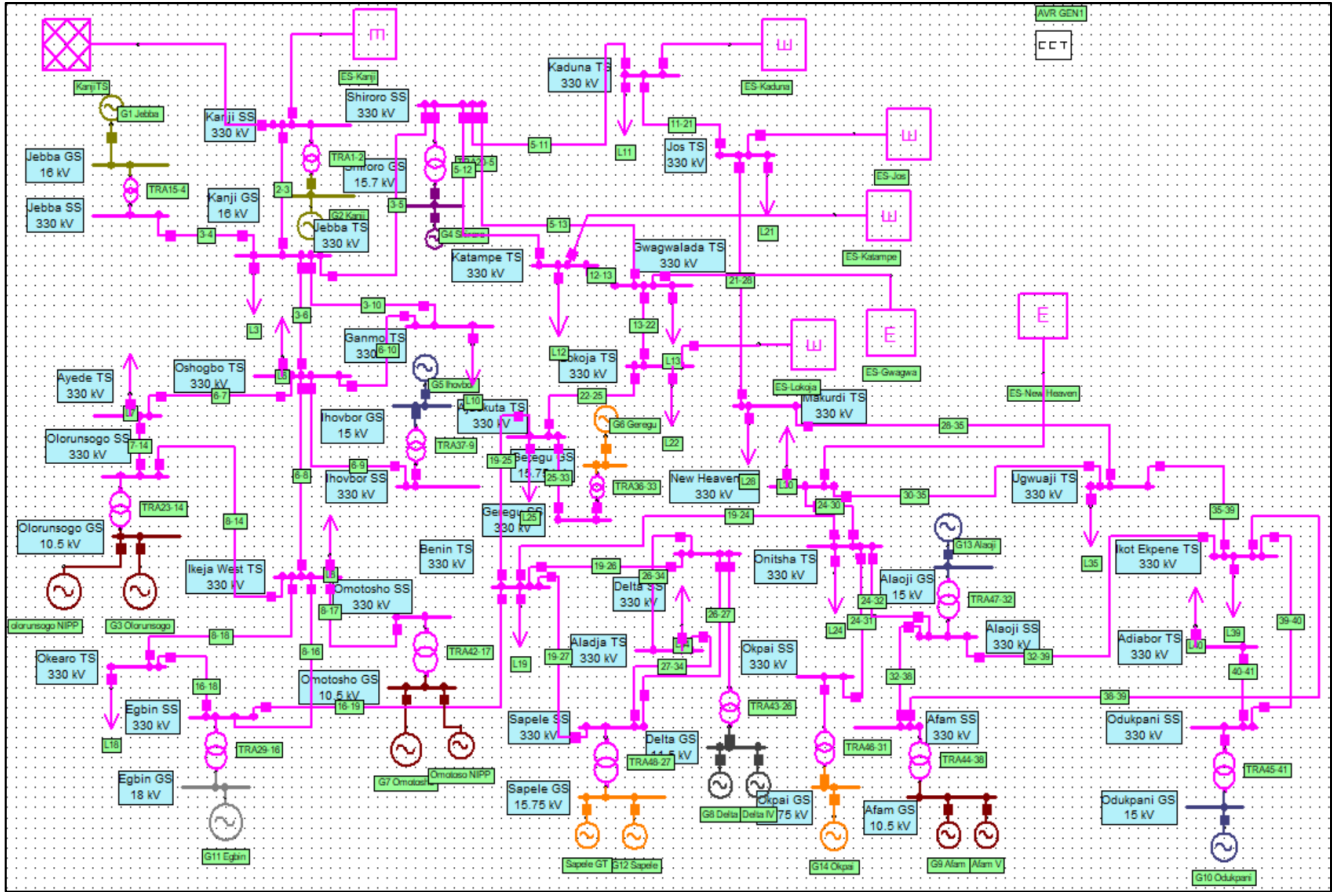 AVR GEN1
Kanji TS
G1 Jebba
ES-Kanji
Kaduna TS
330 kV
ES-Kaduna
Shiroro SS
330 kV
Kanji SS
330 kV
5-11
11-21
L11
Jos TS
330 kV
ES-Jos
Jebba GS
16 kV
TRA15-4
TRA1-2
5-12
15.7 kV
Jebba SS
330 kV
Kanji GS
16 kV
2-3
3-5
G2 Kanji
Jebba TS
330 kV
5-13
L21
ES-Katampe
3-4
Katampe TS
330 kV
Gwagwalada TS
330 kV
12-13
21-26
L3
3-6
3-10
13-22
Ganmo TS
6-10
L12
L13
ES-Gwagwa
ES-Lokoja
ES-New Heaven
Oshogbo TS
330 kV
Ayede TS
330 kV
6-7
G5 Ihovbor
L10
330 kV
Makurdi TS
330 kV
22-25
Ihovbor GS
15 kV
330 kV
G6 Geregu
L22
28-35
7-14
Olorunsogo SS
330 kV
TRA37-9
19-25
25-33
6-9
6-8
Ihovbor SS
330 kV
TRA36-33
New Heaven
330 kV
L28
L30
Ugwuaji TS
330 kV
30-35
24-30
35-39
TRA23-14
Geregu SS
330 kV
L25
Olorunsogo GS
10.5 kV
8-14
19-24
G13 Alaoji
L35
Ikot Ekpene TS
330 kV
Ikeja West TS
330 kV
Benin TS
330 kV
Omotosho SS
330 kV
19-26
26-34
26-27
Delta SS
330 kV
Onitsha TS
330 kV
Alaoji GS
15 kV
TRA47-32
24-32
24-31
L24
olorunsogo NIPP
G3 Olorunsogo
8-17
8-18
8-16
L19
19-27
Aladja TS
330 kV
27-34
Okpai SS
330 kV
Alaoji SS
330 kV
32-39
Adiabor TS
330 kV
L40
L39
39-40
Okearo TS
330 kV
TRA42-17
Omotosho GS
10.5 kV
16-18
16-19
32-38
38-39
40-41
L18
Egbin SS
330 kV
TRA29-16
Sapele SS
330 kV
Delta GS
TRA43-26
TRA46-31
Afam SS
330 kV
TRA44-38
Odukpani SS
330 kV
TRA45-41
TRA48-27
Egbin GS
18 kV
Omotoso NIPP
Sapele GS
15.75 kV
G8 Delta
Delta IV
Okpai GS
Afam GS
10.5 kV
Odukpani GS
15 kV
G11 Egbin
Sapele GT
G12 Sapele
G14 Okpai
G9 Afam
Afam V
G10 Odukpani